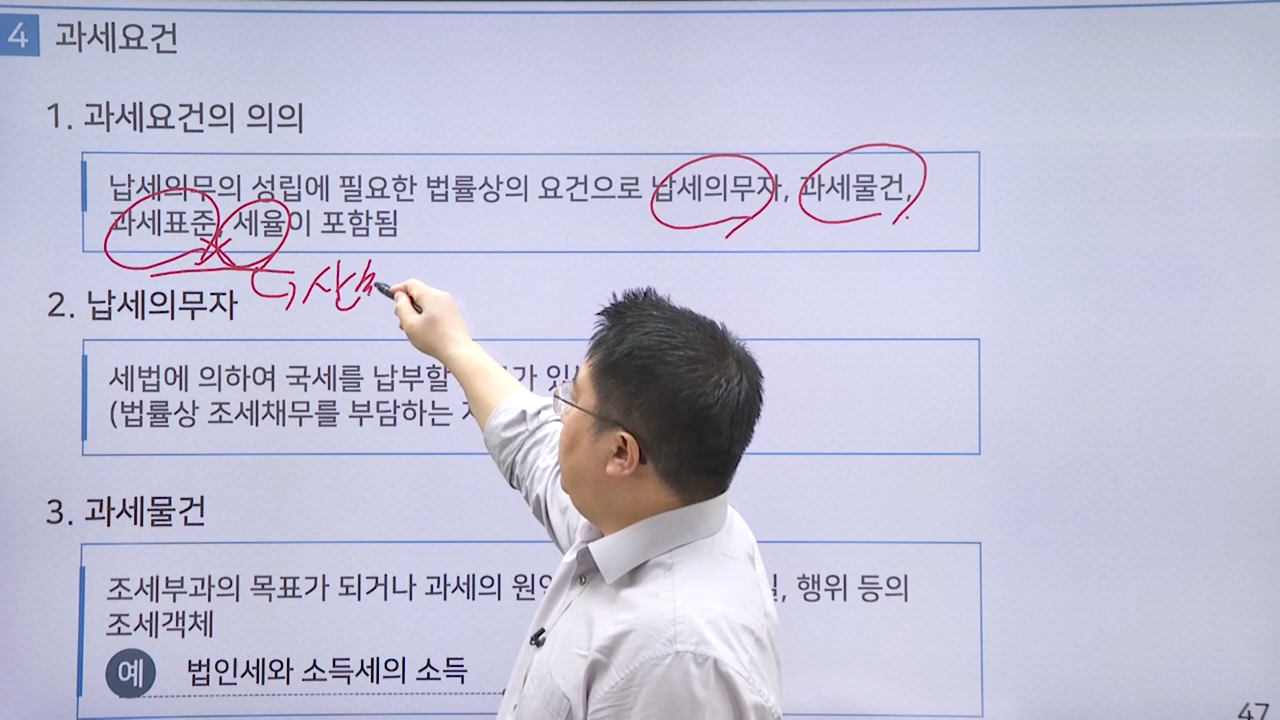 4 과세요건
1. 과세요건의 의의
납세의무의 성립에 필요한 법률상의 요건으로 납세의무자, 과세물건,
과세표준, 세율이 포함됨
산
2. 납세의무자
세법에 의하여 국세를 납부할
(법률상 조세채무를 부담하는
3. 과세물건
조세부과의 목표가 되거나 과세의 행위 등의
조세객체
예 법인세와 소득세의 소득
47